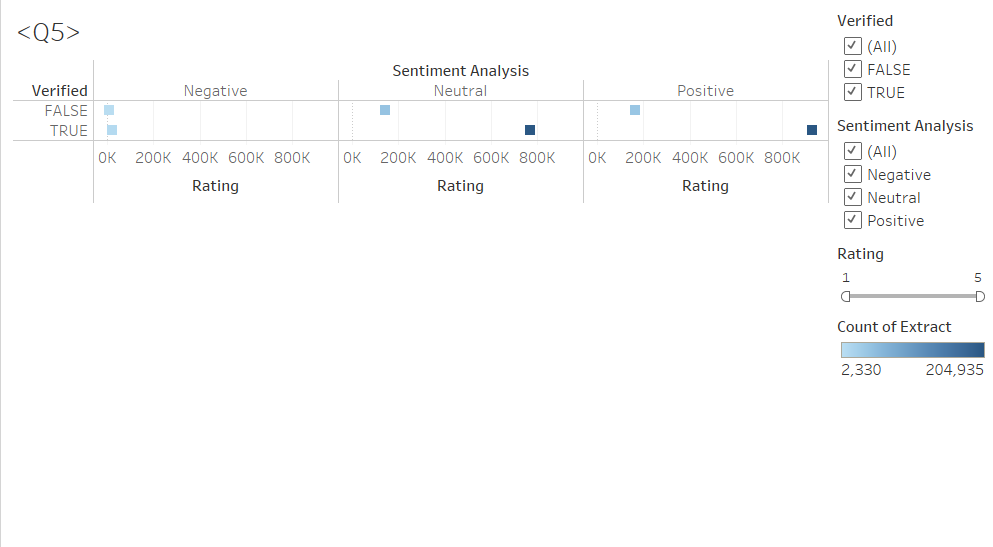 <Q5>
Sentiment Analysis
Verified Negative Neutral Positive
FALSE
TRUE
0K 200K 400K 600K 800K 0K 200K 400K 600K 800K 0K 200K 400K 600K 800K
Rating Rating Rating
Verified
(All)
FALSE
TRUE
Sentiment Analysis
(All)
Negative
Neutral
Positive
Rating
1 5
Count of Extract
2,330 204,935